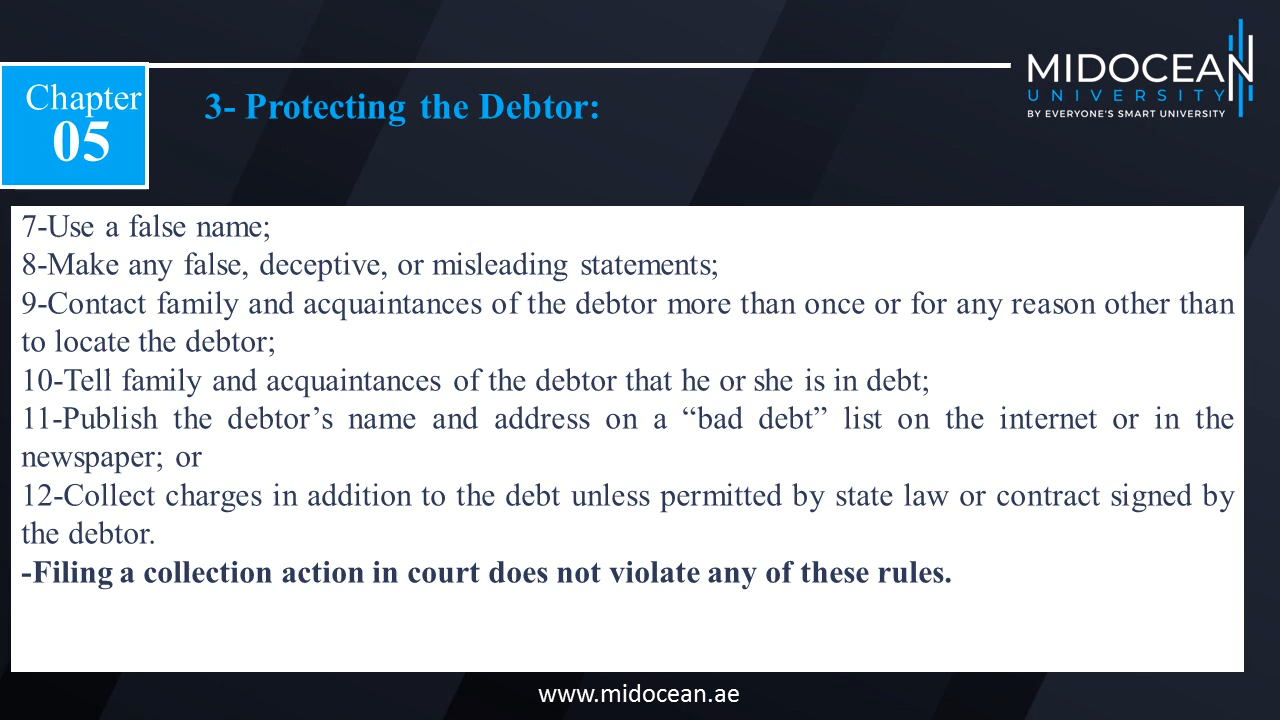 Chapter
05
3- Protecting the Debtor:
MIDOCEAN
UNIVERSITY
BY EVERYONE'S SMART UNIVERSITY
7-Use a false name;
8-Make any false, deceptive, or misleading statements;
9-Contact family and acquaintances of the debtor more than once or for any reason other than
to locate the debtor;
10-Tell family and acquaintances of the debtor that he or she is in debt;
11-Publish the debtor’s name and address on a “bad debt” list on the internet or in the
newspaper; or
12-Collect charges in addition to the debt unless permitted by state law or contract signed by
the debtor.
-Filing a collection action in court does not violate any of these rules.
www.midocean.ae